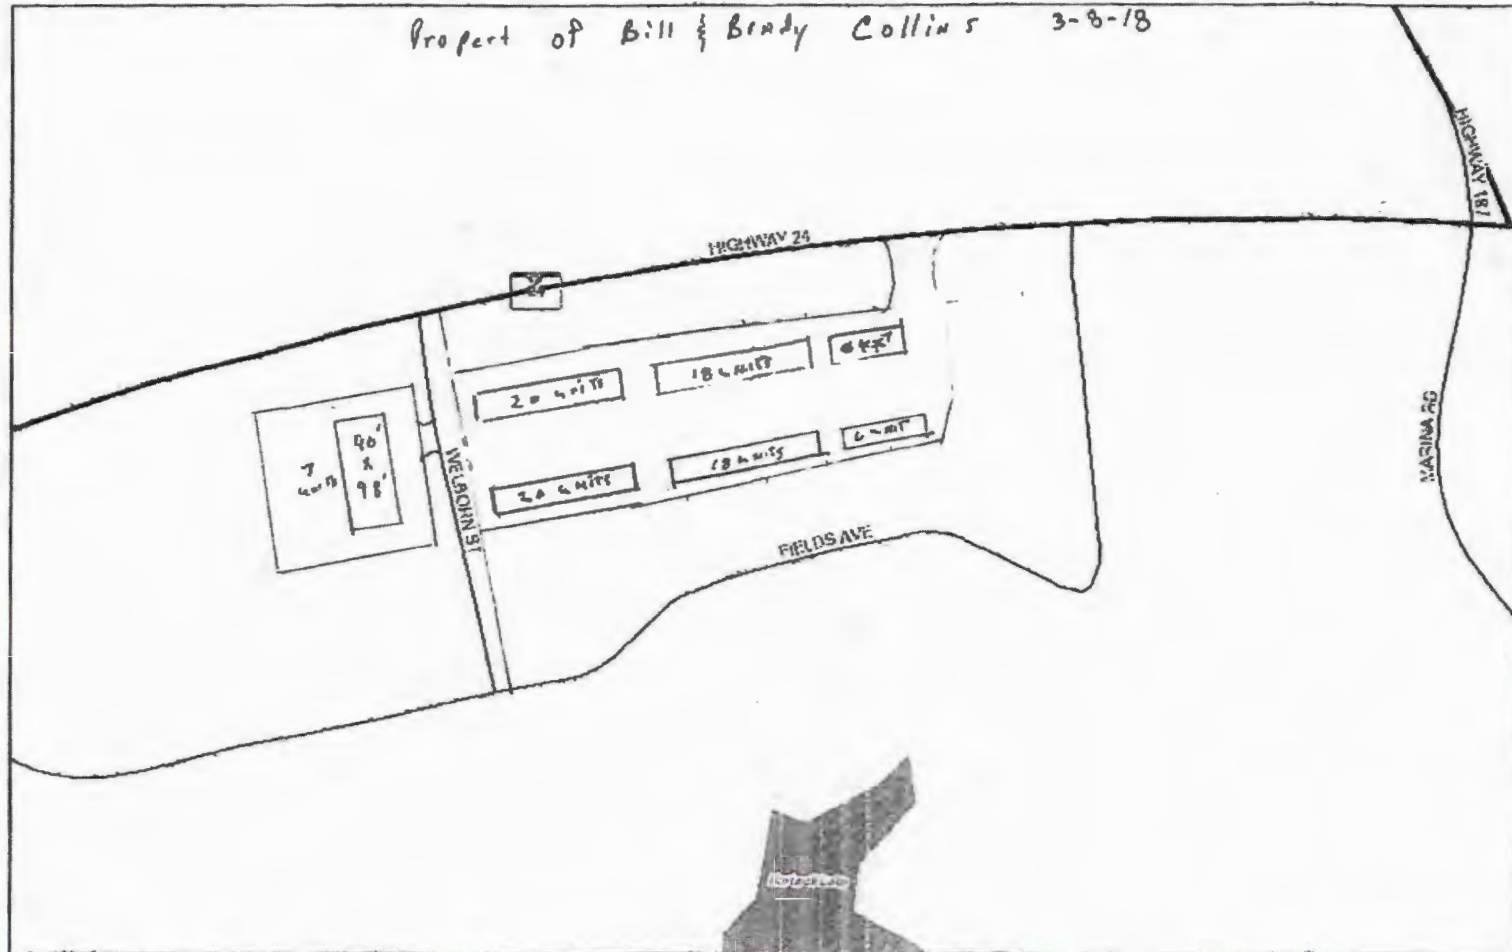 Propert of Bill & Brndy Collins 3-8-18
HIGHWAY 187
HIGHWAY 24
24
20 units
18 units
7
units
40'
x
98'
WELBORN ST
20 units
18 units
6 unit
FIELDS AVE
MARINA RD